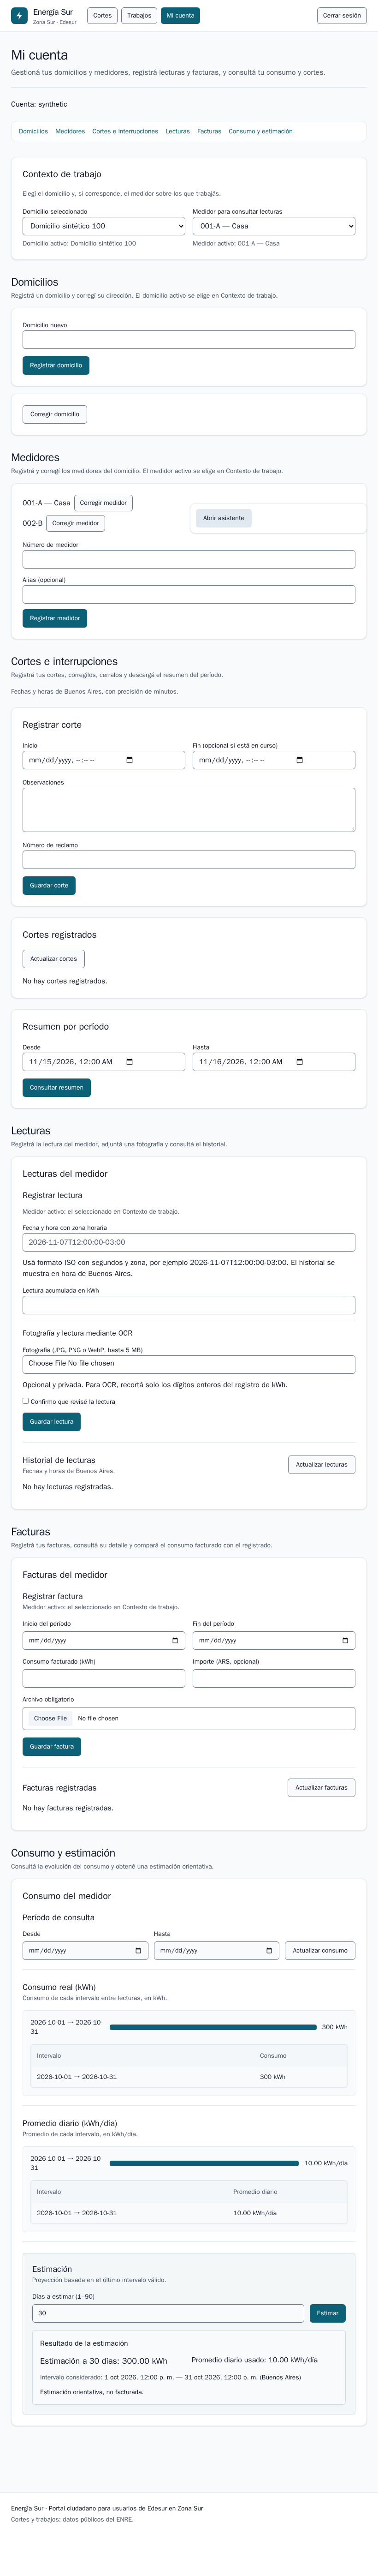 Energía Sur
Zona Sur · Edesur
Cortes
Trabajos
Mi cuenta
Cerrar sesión
Mi cuenta
Gestioná tus domicilios y medidores, registrá lecturas y facturas, y consultá tu consumo y cortes.
Cuenta: synthetic
Domicilios Medidores Cortes e interrupciones Lecturas Facturas Consumo y estimación
Contexto de trabajo
Elegí el domicilio y, si corresponde, el medidor sobre los que trabajás.
Domicilio seleccionado
Medidor para consultar lecturas
Domicilio sintético 100
001-A — Casa
Domicilio activo: Domicilio sintético 100
Medidor activo: 001-A — Casa
Domicilios
Registrá un domicilio y corregí su dirección. El domicilio activo se elige en Contexto de trabajo.
Domicilio nuevo
Registrar domicilio
Corregir domicilio
Medidores
Registrá y corregí los medidores del domicilio. El medidor activo se elige en Contexto de trabajo.
001-A — Casa
Corregir medidor
002-B
Corregir medidor
Abrir asistente
Número de medidor
Alias (opcional)
Registrar medidor
Cortes e interrupciones
Registrá tus cortes, corregilos, cerralos y descargá el resumen del período.
Fechas y horas de Buenos Aires, con precisión de minutos.
Registrar corte
Inicio
Fin (opcional si está en curso)
mm/dd/yyyy, --:-- --
mm/dd/yyyy, --:-- --
Observaciones
Número de reclamo
Guardar corte
Cortes registrados
Actualizar cortes
No hay cortes registrados.
Resumen por período
Desde
Hasta
11/15/2026, 12:00 AM
11/16/2026, 12:00 AM
Consultar resumen
Lecturas
Registrá la lectura del medidor, adjuntá una fotografía y consultá el historial.
Lecturas del medidor
Registrar lectura
Medidor activo: el seleccionado en Contexto de trabajo.
Fecha y hora con zona horaria
2026-11-07T12:00:00-03:00
Usá formato ISO con segundos y zona, por ejemplo 2026-11-07T12:00:00-03:00. El historial se
muestra en hora de Buenos Aires.
Lectura acumulada en kWh
Fotografía y lectura mediante OCR
Fotografía (JPG, PNG o WebP, hasta 5 MB)
Choose File No file chosen
Opcional y privada. Para OCR, recortá solo los dígitos enteros del registro de kWh.
Confirmo que revisé la lectura
Guardar lectura
Historial de lecturas
Fechas y horas de Buenos Aires.
Actualizar lecturas
No hay lecturas registradas.
Facturas
Registrá tus facturas, consultá su detalle y compará el consumo facturado con el registrado.
Facturas del medidor
Registrar factura
Medidor activo: el seleccionado en Contexto de trabajo.
Inicio del período
Fin del período
mm/dd/yyyy
mm/dd/yyyy
Consumo facturado (kWh)
Importe (ARS, opcional)
Archivo obligatorio
Choose File No file chosen
Guardar factura
Facturas registradas
Actualizar facturas
No hay facturas registradas.
Consumo y estimación
Consultá la evolución del consumo y obtené una estimación orientativa.
Consumo del medidor
Período de consulta
Desde
Hasta
mm/dd/yyyy
mm/dd/yyyy
Actualizar consumo
Consumo real (kWh)
Consumo de cada intervalo entre lecturas, en kWh.
2026-10-01 → 2026-10-
31
300 kWh
Intervalo Consumo
2026-10-01 → 2026-10-31 300 kWh
Promedio diario (kWh/día)
Promedio de cada intervalo, en kWh/día.
2026-10-01 → 2026-10-
31
10.00 kWh/día
Intervalo Promedio diario
2026-10-01 → 2026-10-31 10.00 kWh/día
Estimación
Proyección basada en el último intervalo válido.
Días a estimar (1–90)
30
Estimar
Resultado de la estimación
Estimación a 30 días: 300.00 kWh
Promedio diario usado: 10.00 kWh/día
Intervalo considerado: 1 oct 2026, 12:00 p. m. — 31 oct 2026, 12:00 p. m. (Buenos Aires)
Estimación orientativa, no facturada.
Energía Sur · Portal ciudadano para usuarios de Edesur en Zona Sur
Cortes y trabajos: datos públicos del ENRE.